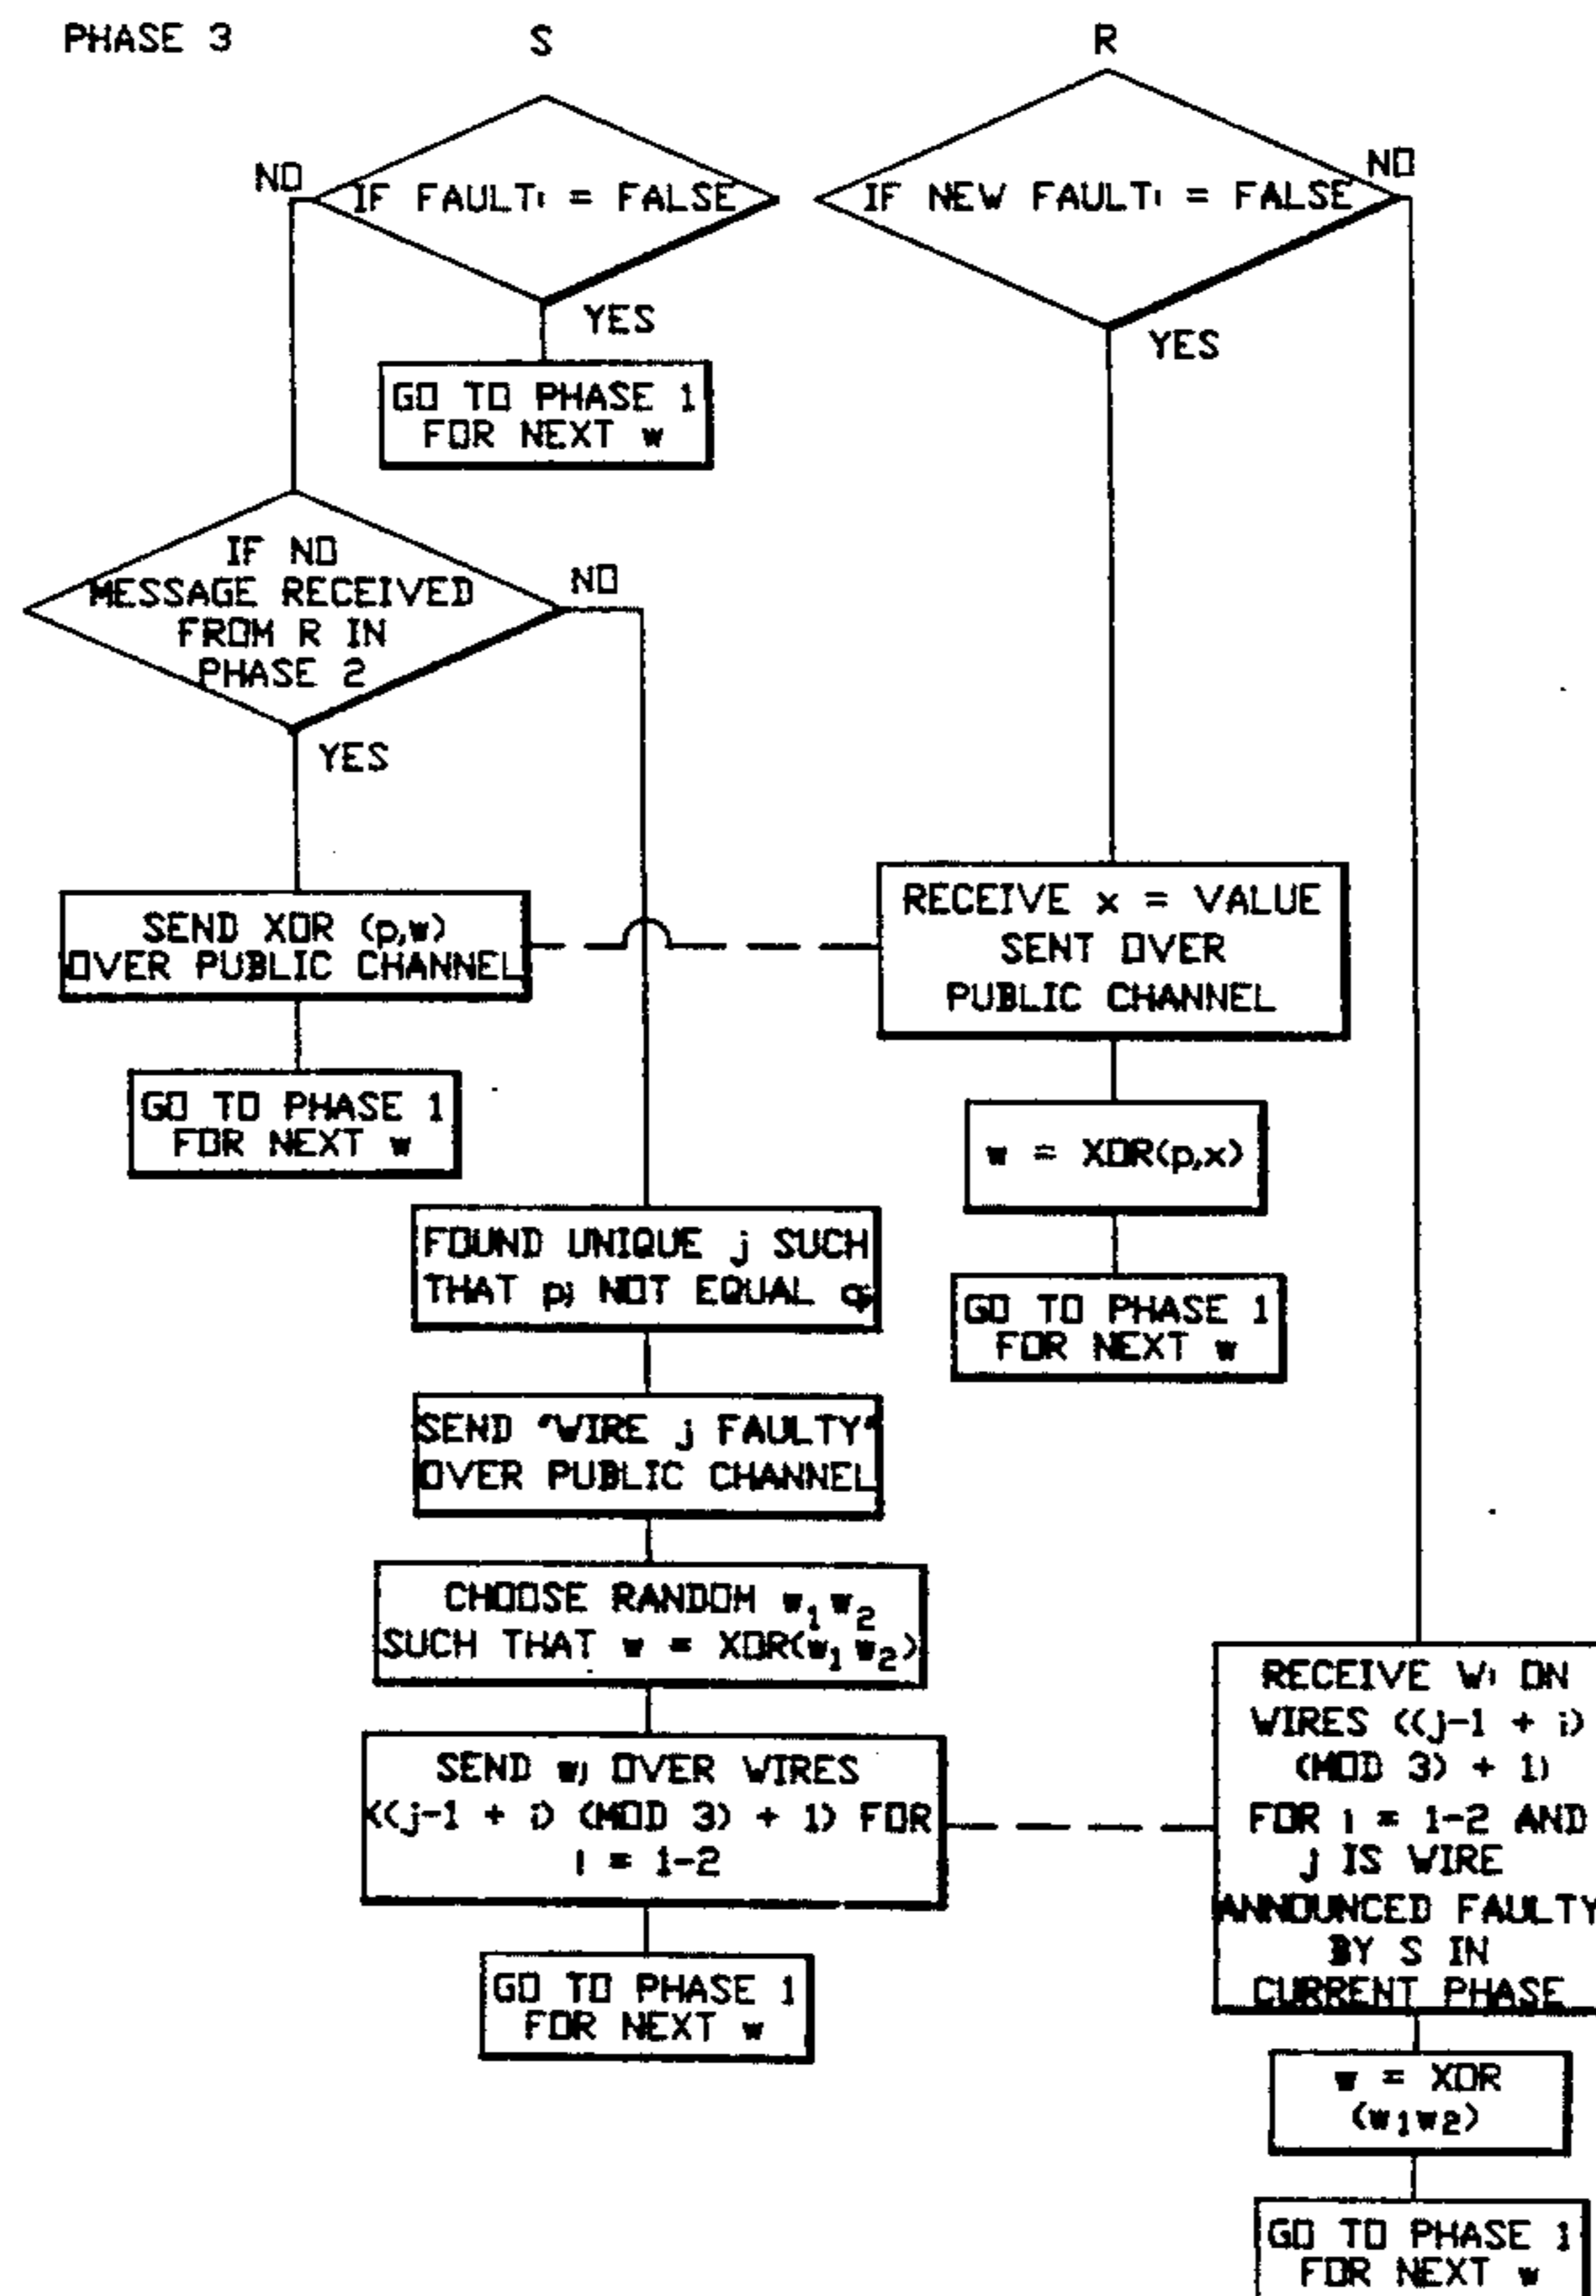 PHASE 3
S
R
NO
IF FAULTi = FALSE
YES
GO TO PHASE 1
FOR NEXT w
IF NO
MESSAGE RECEIVED
FROM R IN
PHASE 2
NO
YES
SEND XOR (p,w)
OVER PUBLIC CHANNEL
GO TO PHASE 1
FOR NEXT w
FOUND UNIQUE j SUCH
THAT pj NOT EQUAL qj
SEND "WIRE j FAULTY"
OVER PUBLIC CHANNEL
CHOOSE RANDOM w1 w2
SUCH THAT w = XOR(w1 w2)
SEND wi OVER WIRES
((j-1 + i) (MOD 3) + 1) FOR
i = 1-2
GO TO PHASE 1
FOR NEXT w
IF NEW FAULTi = FALSE
NO
YES
RECEIVE x = VALUE
SENT OVER
PUBLIC CHANNEL
w = XOR(p,x)
GO TO PHASE 1
FOR NEXT w
RECEIVE Wi ON
WIRES ((j-1 + i)
(MOD 3) + 1)
FOR i = 1-2 AND
j IS WIRE
ANNOUNCED FAULTY
BY S IN
CURRENT PHASE
w = XOR
(w1w2)
GO TO PHASE 1
FOR NEXT w